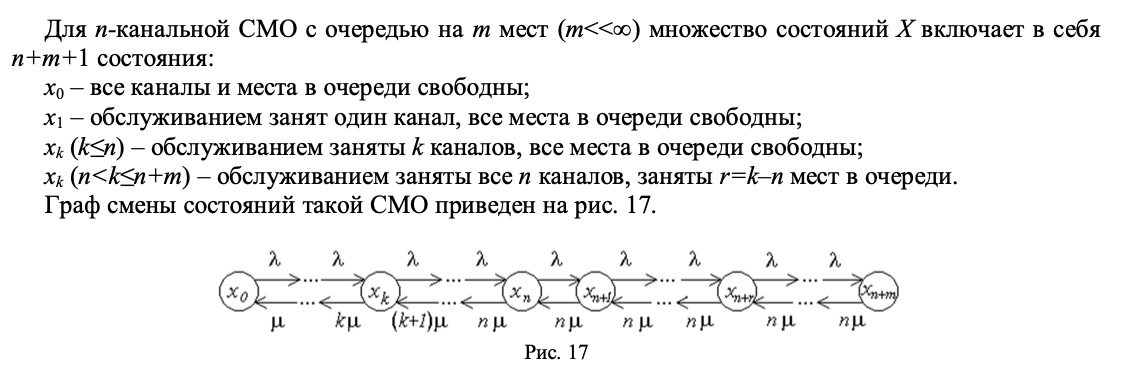 Для n-канальной СМО с очередью на m мест (m<<∞) множество состояний X включает в себя
n+m+1 состояния:
x₀ – все каналы и места в очереди свободны;
x₁ – обслуживанием занят один канал, все места в очереди свободны;
xₖ (k≤n) – обслуживанием заняты k каналов, все места в очереди свободны;
xₖ (n<k≤n+m) – обслуживанием заняты все n каналов, заняты r=k–n мест в очереди.
Граф смены состояний такой СМО приведен на рис. 17.
λ λ λ λ λ λ λ λ λ
x₀ ... xₖ ... xₙ xₙ₊₁ ... xₙ₊ᵣ ... xₙ₊ₘ
μ kμ (k+1)μ nμ nμ nμ nμ nμ nμ
Рис. 17